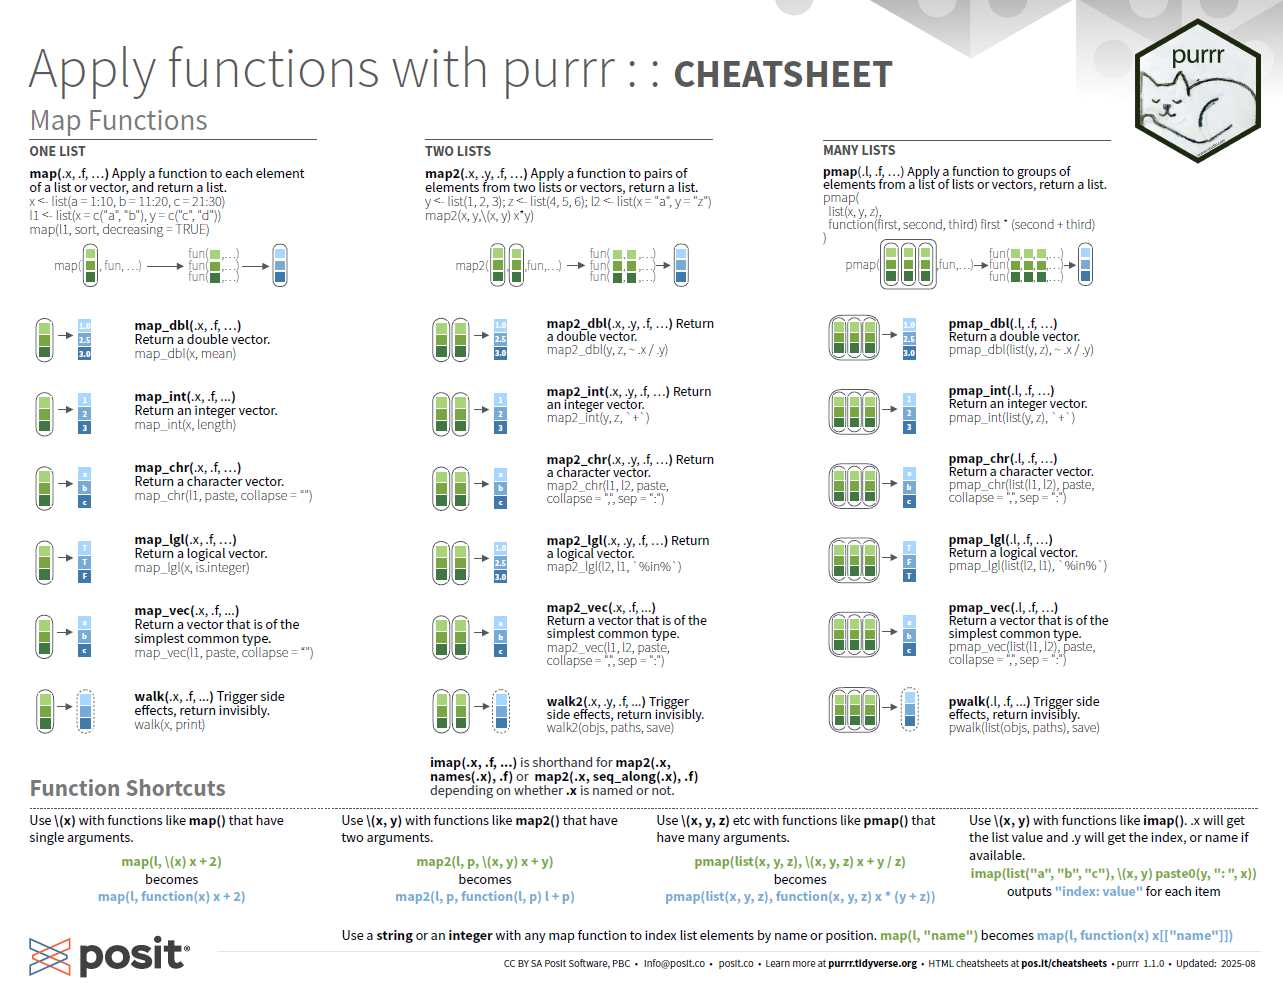 Apply functions with purrr : : CHEATSHEET
purrr
Map Functions
ONE LIST
map(.x, .f, …) Apply a function to each element
of a list or vector, and return a list.
x <- list(a = 1:10, b = 11:20, c = 21:30)
l1 <- list(x = c("a", "b"), y = c("c", "d"))
map(l1, sort, decreasing = TRUE)
map( , fun, …)
fun( ,…)
fun( ,…)
fun( ,…)
1.0
2.5
3.0
map_dbl(.x, .f, …)
Return a double vector.
map_dbl(x, mean)
1
2
3
map_int(.x, .f, ...)
Return an integer vector.
map_int(x, length)
a
b
c
map_chr(.x, .f, …)
Return a character vector.
map_chr(l1, paste, collapse = "")
T
T
F
map_lgl(.x, .f, …)
Return a logical vector.
map_lgl(x, is.integer)
a
b
c
map_vec(.x, .f, ...)
Return a vector that is of the
simplest common type.
map_vec(l1, paste, collapse = “")
walk(.x, .f, ...) Trigger side
effects, return invisibly.
walk(x, print)
TWO LISTS
map2(.x, .y, .f, …) Apply a function to pairs of
elements from two lists or vectors, return a list.
y <- list(1, 2, 3); z <- list(4, 5, 6); l2 <- list(x = "a", y = "z")
map2(x, y,\(x, y) x*y)
map2( , ,fun,…)
fun( , ,…)
fun( , ,…)
fun( , ,…)
1.0
2.5
3.0
map2_dbl(.x, .y, .f, …) Return
a double vector.
map2_dbl(y, z, ~ .x / .y)
1
2
3
map2_int(.x, .y, .f, …) Return
an integer vector.
map2_int(y, z, `+`)
a
b
c
map2_chr(.x, .y, .f, …) Return
a character vector.
map2_chr(l1, l2, paste,
collapse = ",", sep = ":")
1.0
2.5
3.0
map2_lgl(.x, .y, .f, …) Return
a logical vector.
map2_lgl(l2, l1, `%in%`)
a
b
c
map2_vec(.x, .f, ...)
Return a vector that is of the
simplest common type.
map2_vec(l1, l2, paste,
collapse = ",", sep = ":")
walk2(.x, .y, .f, ...) Trigger
side effects, return invisibly.
walk2(objs, paths, save)
imap(.x, .f, ...) is shorthand for map2(.x,
names(.x), .f) or map2(.x, seq_along(.x), .f)
depending on whether .x is named or not.
MANY LISTS
pmap(.l, .f, …) Apply a function to groups of
elements from a list of lists or vectors, return a list.
pmap(
list(x, y, z),
function(first, second, third) first * (second + third)
)
pmap( ,fun,…)
fun( , , ,…)
fun( , , ,…)
fun( , , ,…)
1.0
2.5
3.0
pmap_dbl(.l, .f, …)
Return a double vector.
pmap_dbl(list(y, z), ~ .x / .y)
1
2
3
pmap_int(.l, .f, …)
Return an integer vector.
pmap_int(list(y, z), `+`)
a
b
c
pmap_chr(.l, .f, …)
Return a character vector.
pmap_chr(list(l1, l2), paste,
collapse = ",", sep = ":")
T
F
T
pmap_lgl(.l, .f, …)
Return a logical vector.
pmap_lgl(list(l2, l1), `%in%`)
a
b
c
pmap_vec(.l, .f, …)
Return a vector that is of the
simplest common type.
pmap_vec(list(l1, l2), paste,
collapse = ",", sep = ":")
pwalk(.l, .f, ...) Trigger side
effects, return invisibly.
pwalk(list(objs, paths), save)
Function Shortcuts
Use \(x) with functions like map() that have
single arguments.
map(l, \(x) x + 2)
becomes
map(l, function(x) x + 2)
Use \(x, y) with functions like map2() that have
two arguments.
map2(l, p, \(x, y) x + y)
becomes
map2(l, p, function(l, p) l + p)
Use \(x, y, z) etc with functions like pmap() that
have many arguments.
pmap(list(x, y, z), \(x, y, z) x + y / z)
becomes
pmap(list(x, y, z), function(x, y, z) x * (y + z))
Use \(x, y) with functions like imap(). .x will get
the list value and .y will get the index, or name if
available.
imap(list("a", "b", "c"), \(x, y) paste0(y, ": ", x))
outputs "index: value" for each item
Use a string or an integer with any map function to index list elements by name or position. map(l, "name") becomes map(l, function(x) x[["name"]])
posit®
CC BY SA Posit Software, PBC • info@posit.co • posit.co • Learn more at purrr.tidyverse.org • HTML cheatsheets at pos.it/cheatsheets • purrr 1.1.0 • Updated: 2025-08